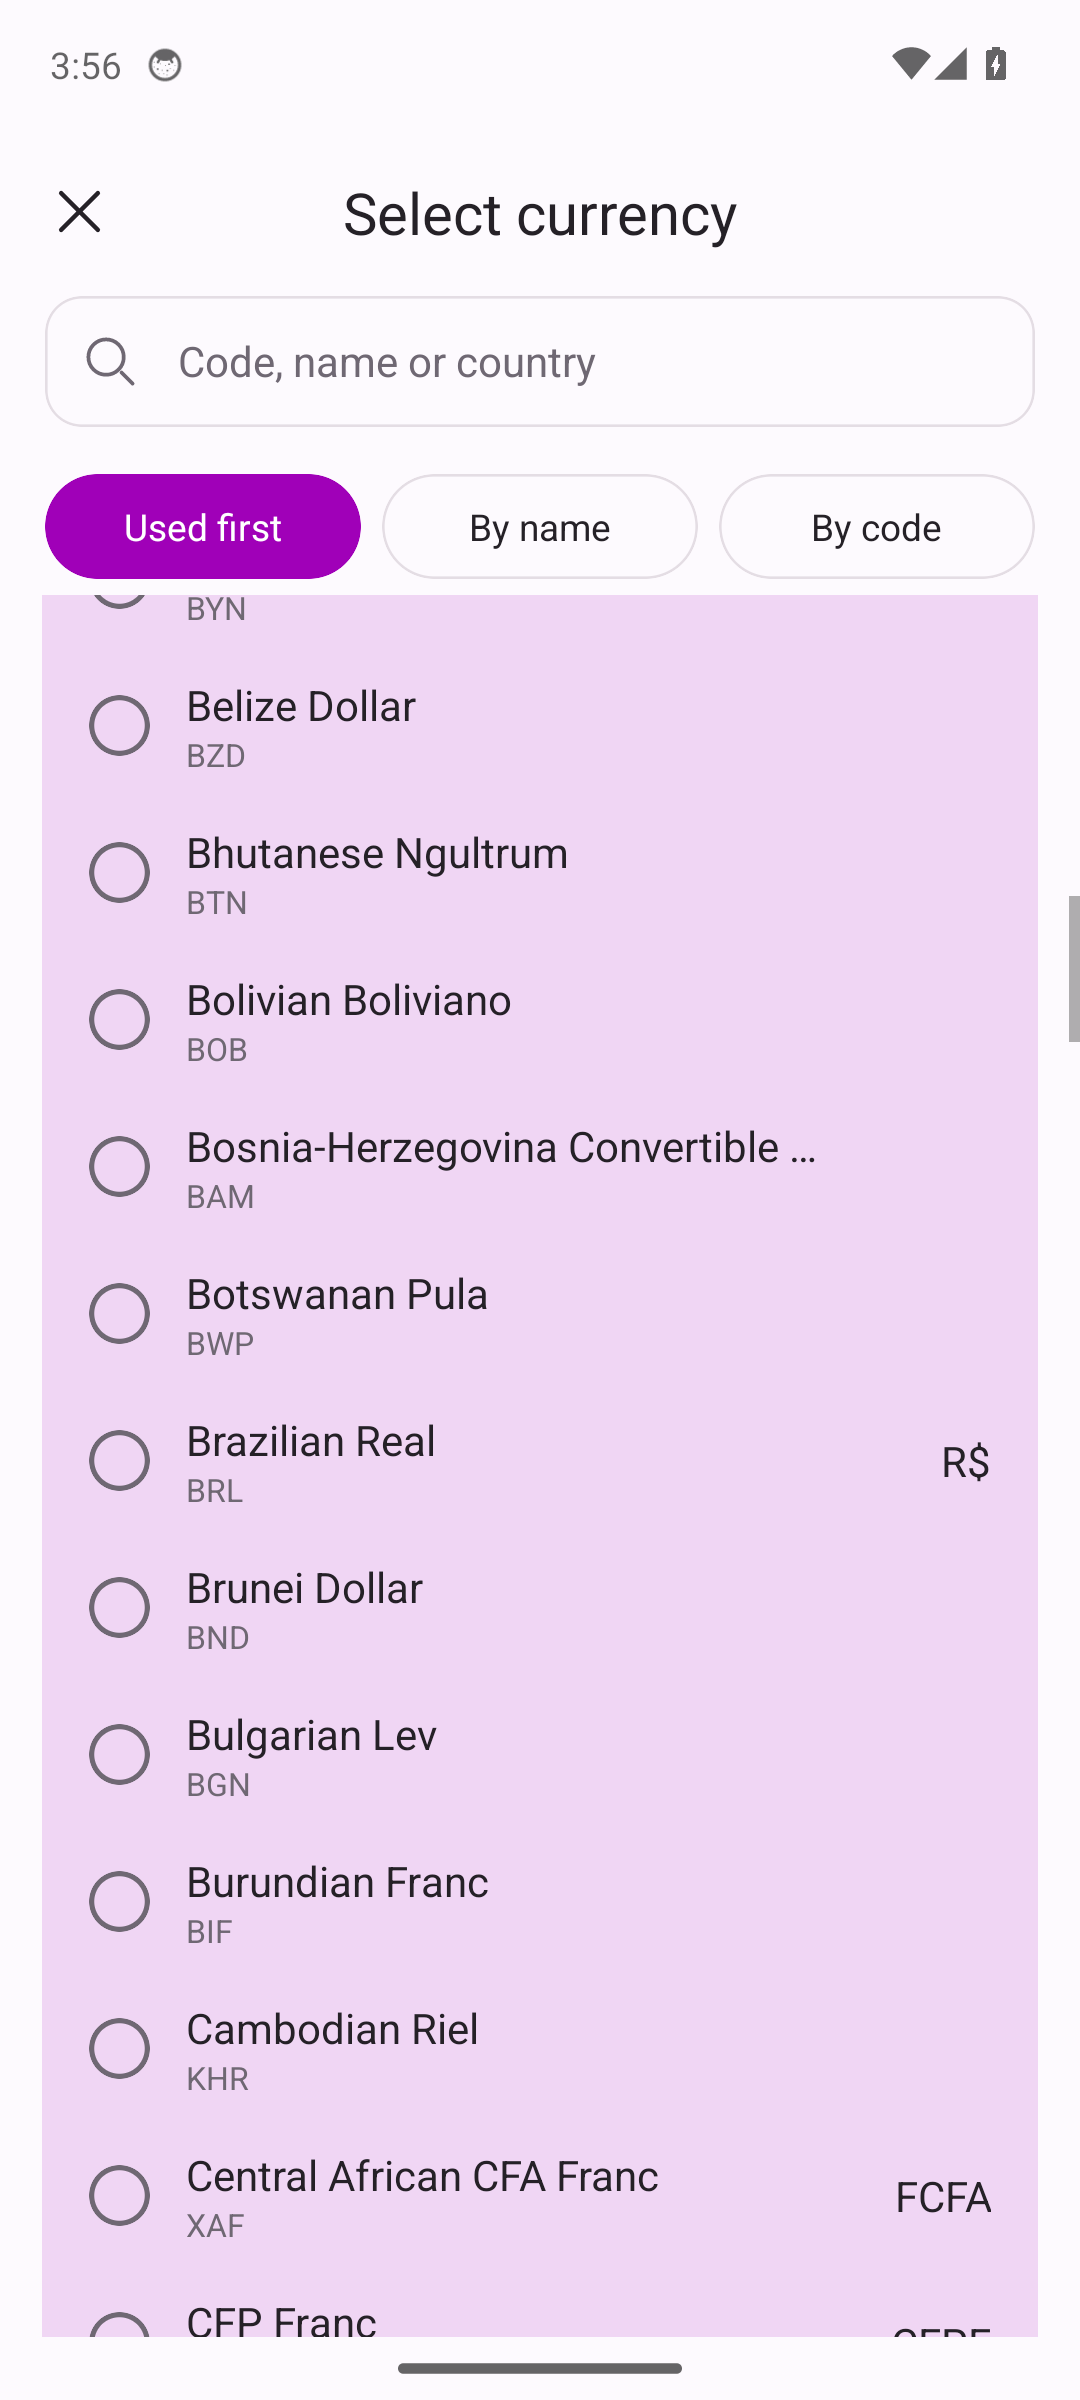 3:56
Select currency
Code, name or country
Used first
By name
By code
BYN
Belize Dollar
BZD
Bhutanese Ngultrum
BTN
Bolivian Boliviano
BOB
Bosnia-Herzegovina Convertible ...
BAM
Botswanan Pula
BWP
Brazilian Real
R$
BRL
Brunei Dollar
BND
Bulgarian Lev
BGN
Burundian Franc
BIF
Cambodian Riel
KHR
Central African CFA Franc
FCFA
XAF
CFP Franc